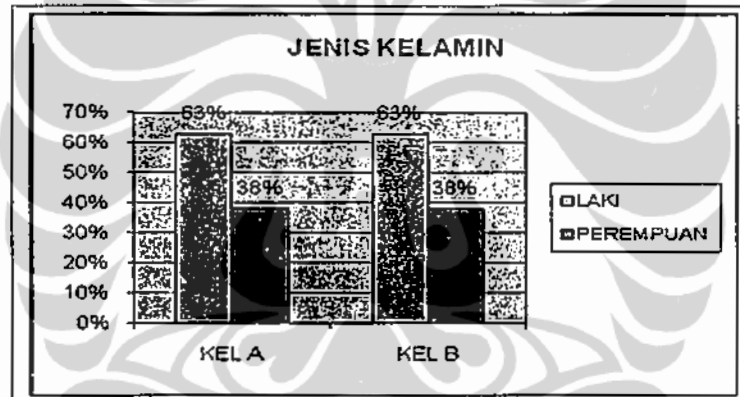 JENIS KELAMIN
70%
60%
50%
40%
30%
20%
10%
0%
63%
38%
63%
38%
KEL A
KEL B
LAKI
PEREMPUAN